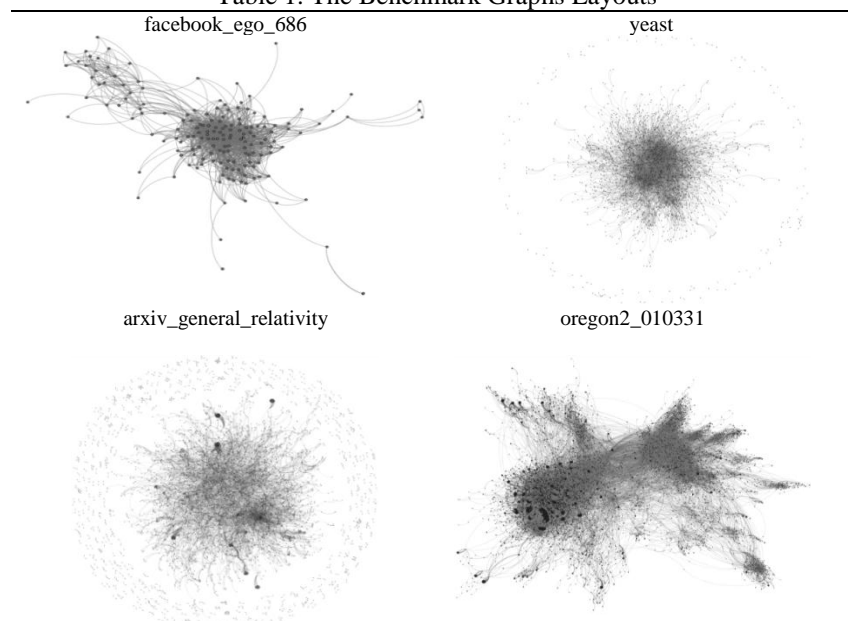 Table 1: The Benchmark Graphs Layouts
facebook_ego_686
yeast
arxiv_general_relativity
oregon2_010331